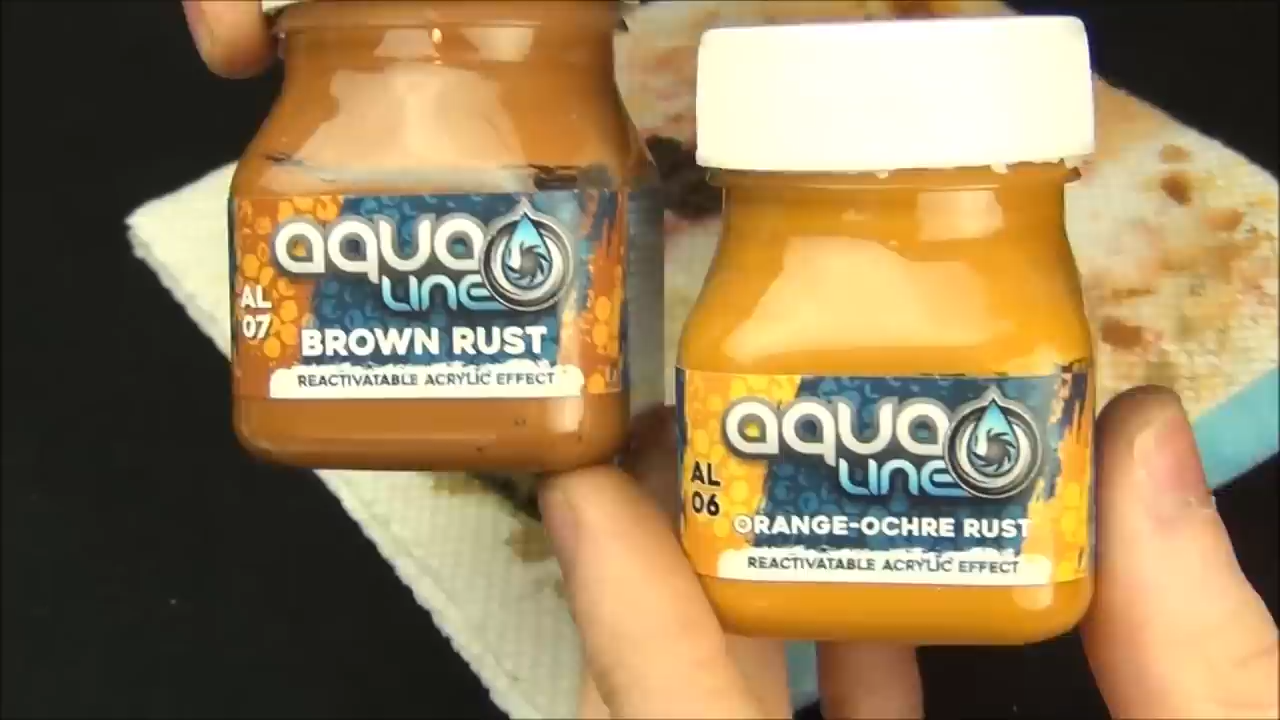 aqua
LINE
AL
07
BROWN RUST
REACTIVATABLE ACRYLIC EFFECT
aqua
LINE
AL
06
ORANGE-OCHRE RUST
REACTIVATABLE ACRYLIC EFFECT